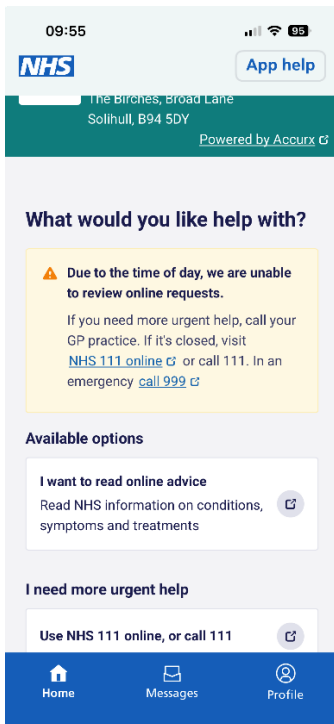 09:55
95
NHS
App help
The Birches, Broad Lane
Solihull, B94 5DY
Powered by Accurx
What would you like help with?
Due to the time of day, we are unable
to review online requests.
If you need more urgent help, call your
GP practice. If it's closed, visit
NHS 111 online or call 111. In an
emergency call 999
Available options
I want to read online advice
Read NHS information on conditions,
symptoms and treatments
I need more urgent help
Use NHS 111 online, or call 111
Home
Messages
Profile